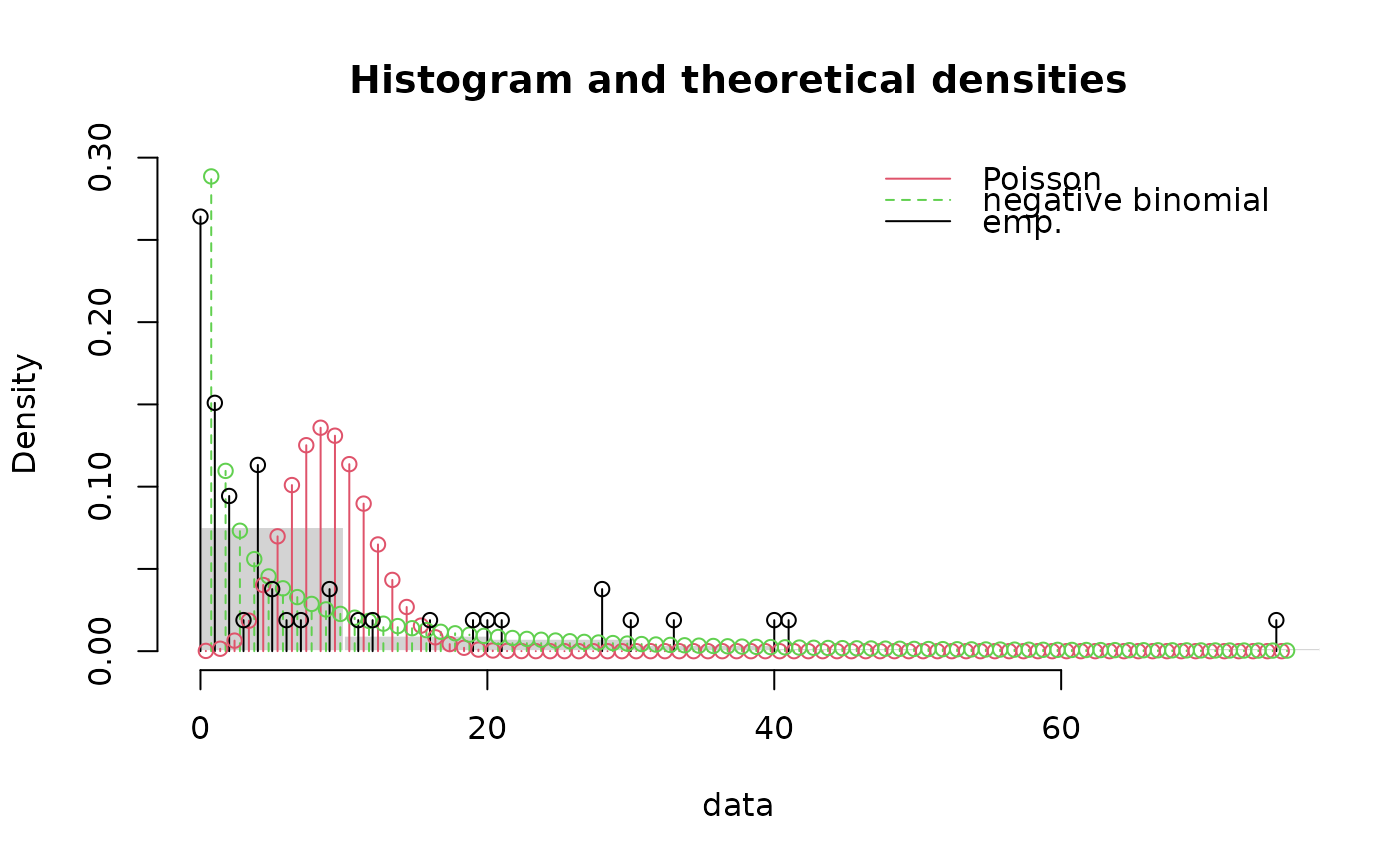 Histogram and theoretical densities
Poisson
negative binomial
emp.
Density
0.30
0.20
0.10
0.00
0 20 40 60
data